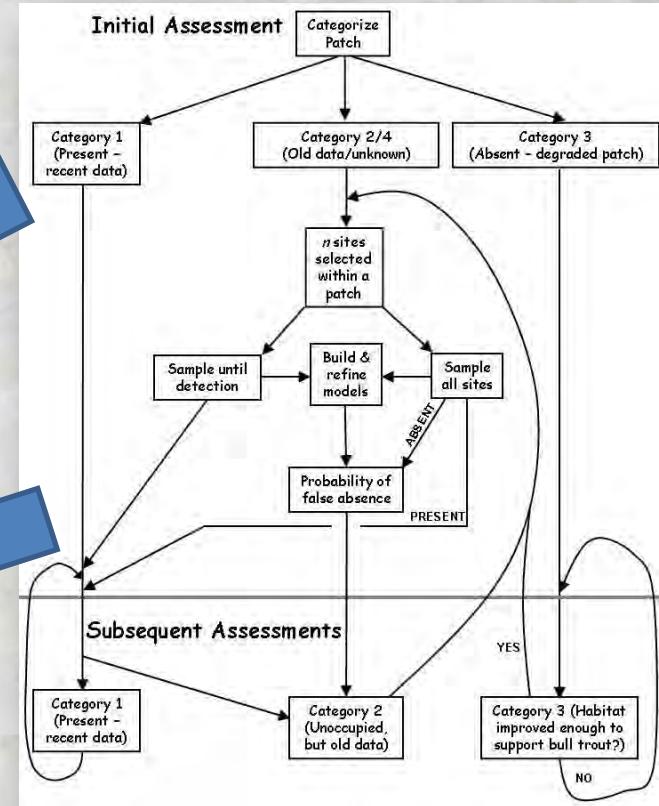 Initial Assessment
Categorize
Patch
Category 1
(Present –
recent data)
Category 2/4
(Old data/unknown)
Category 3
(Absent – degraded patch)
n sites
selected
within a
patch
Sample until
detection
Build &
refine
models
Sample
all sites
ABSENT
Probability of
false absence
PRESENT
Subsequent Assessments
YES
Category 1
(Present –
recent data)
Category 2
(Unoccupied,
but old data)
Category 3 (Habitat
improved enough to
support bull trout?)
NO